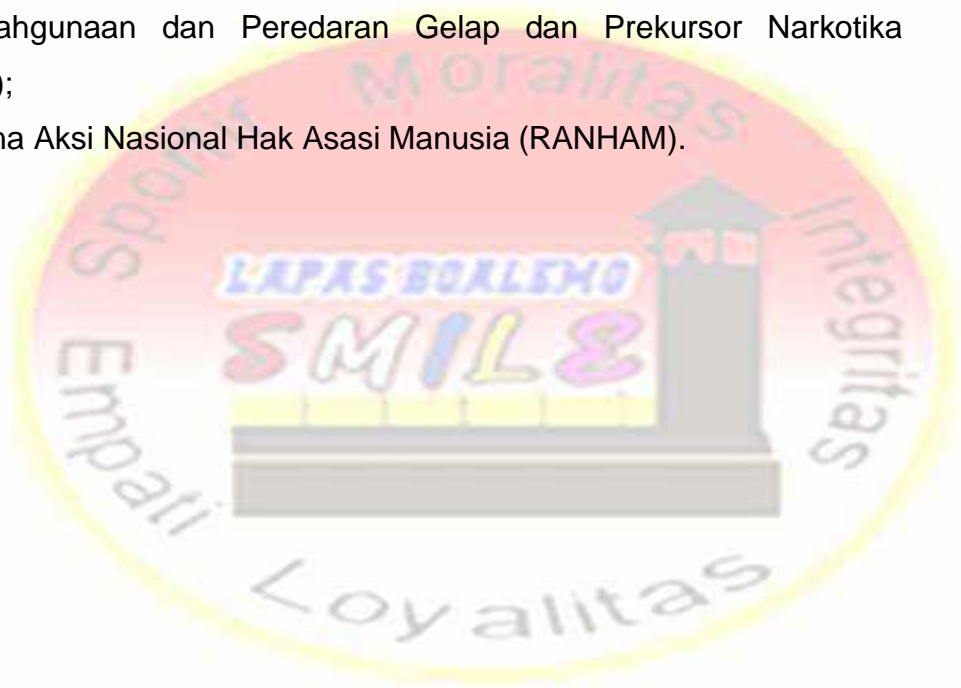 ahgunaan dan Peredaran Gelap dan Prekursor Narkotika
);
na Aksi Nasional Hak Asasi Manusia (RANHAM).
Spolit Moralitas Integritas
LAPAS BOALEMO
SMILE
Empati Loyalitas